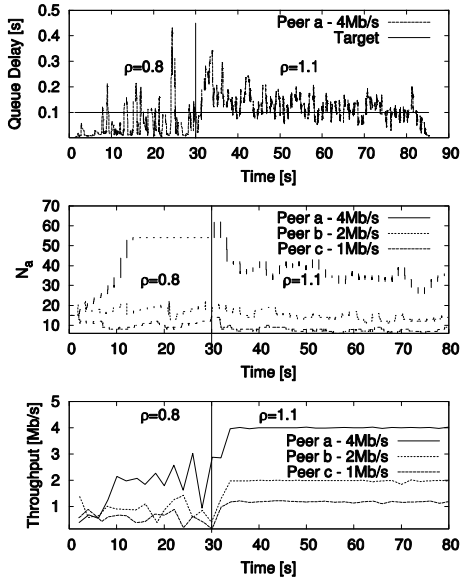 Queue Delay [s]
0.5
0.4
0.3
0.2
0.1
Peer a - 4Mb/s
Target
ρ=0.8
ρ=1.1
0 10 20 30 40 50 60 70 80 90
Time [s]
Na
70
60
50
40
30
20
10
Peer a - 4Mb/s
Peer b - 2Mb/s
Peer c - 1Mb/s
ρ=0.8
ρ=1.1
0 10 20 30 40 50 60 70 80
Time [s]
Throughput [Mb/s]
5
4
3
2
1
ρ=0.8
ρ=1.1
Peer a - 4Mb/s
Peer b - 2Mb/s
Peer c - 1Mb/s
0 10 20 30 40 50 60 70 80
Time [s]